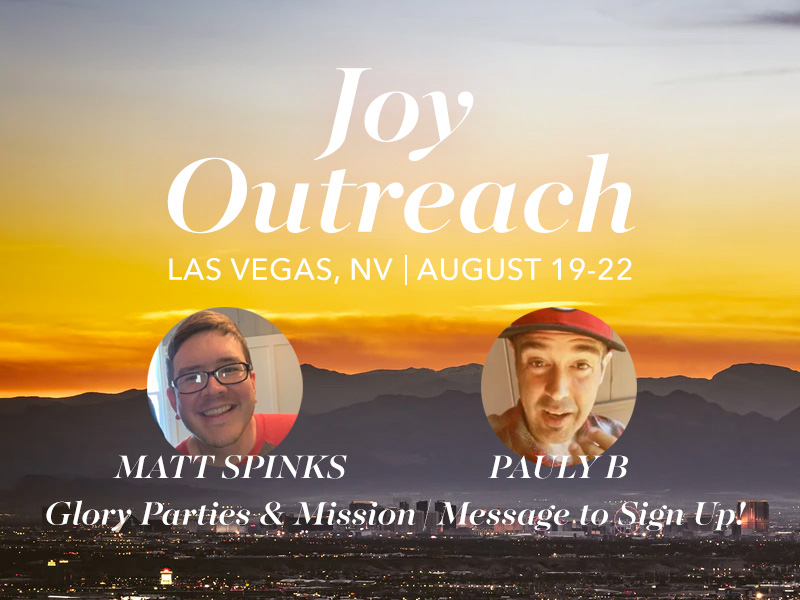 Joy
Outreach
LAS VEGAS, NV | AUGUST 19-22
MATT SPINKS
PAULY B
Glory Parties & Mission | Message to Sign Up!